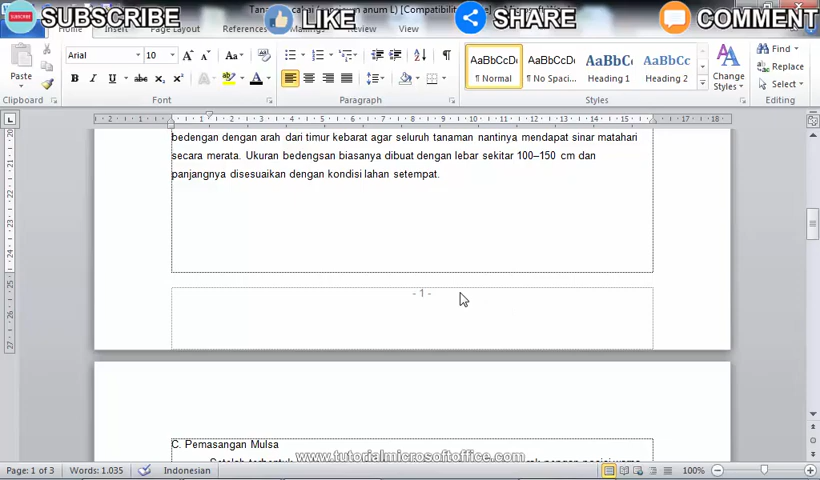 SUBSCRIBE
LIKE
SHARE
COMMENT
anum L) [Compatibility
Home
Page Layout
References
Mailings
Review
View
Paste
Clipboard
Arial
10
Font
Paragraph
AaBbCcDc
¶ Normal
AaBbCcDc
¶ No Spaci...
AaBbCc
Heading 1
AaBbCc
Heading 2
Change
Styles
Styles
Find
Replace
Select
Editing
bedengan dengan arah dari timur kebarat agar seluruh tanaman nantinya mendapat sinar matahari
secara merata. Ukuran bedengsan biasanya dibuat dengan lebar sekitar 100–150 cm dan
panjangnya disesuaikan dengan kondisi lahan setempat.
- 1 -
C. Pemasangan Mulsa
www.tutorialmicrosoftoffice.com
Page: 1 of 3
Words: 1.035
Indonesian
100%